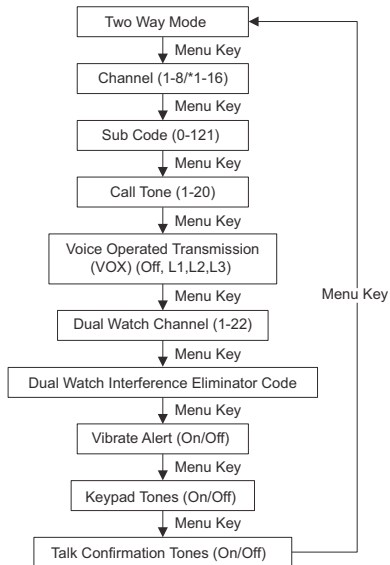 Two Way Mode
Menu Key
Channel (1-8/*1-16)
Menu Key
Sub Code (0-121)
Menu Key
Call Tone (1-20)
Menu Key
Voice Operated Transmission
(VOX) (Off, L1,L2,L3)
Menu Key
Menu Key
Dual Watch Channel (1-22)
Menu Key
Dual Watch Interference Eliminator Code
Menu Key
Vibrate Alert (On/Off)
Menu Key
Keypad Tones (On/Off)
Menu Key
Talk Confirmation Tones (On/Off)